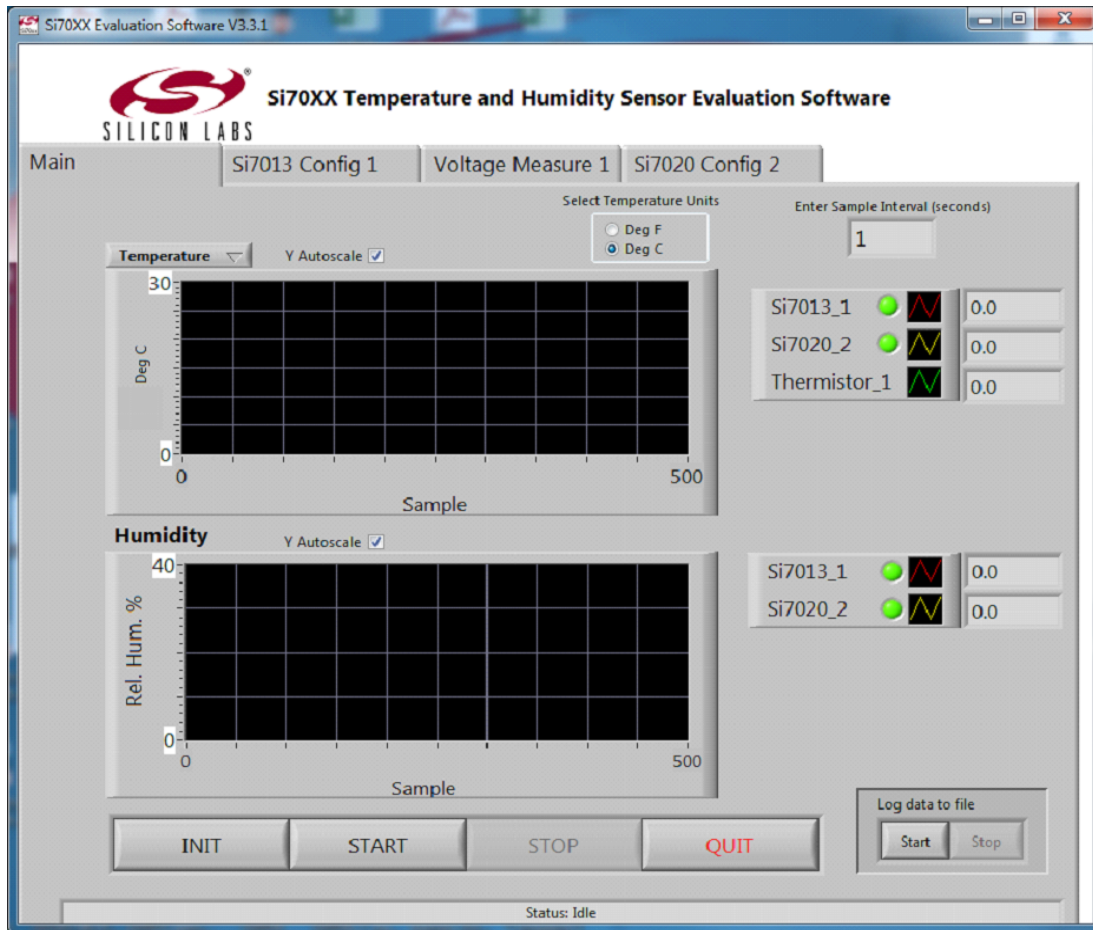 Si70XX Evaluation Software V3.3.1
Si70XX Temperature and Humidity Sensor Evaluation Software
SILICON LABS
Main
Si7013 Config 1
Voltage Measure 1
Si7020 Config 2
Select Temperature Units
Deg F
Deg C
Enter Sample Interval (seconds)
1
Temperature
Y Autoscale
30
Deg C
0
0
500
Sample
Si7013_1
0.0
Si7020_2
0.0
Thermistor_1
0.0
Humidity
Y Autoscale
40
Rel. Hum. %
0
0
500
Sample
Si7013_1
0.0
Si7020_2
0.0
INIT
START
STOP
QUIT
Log data to file
Start
Stop
Status: Idle